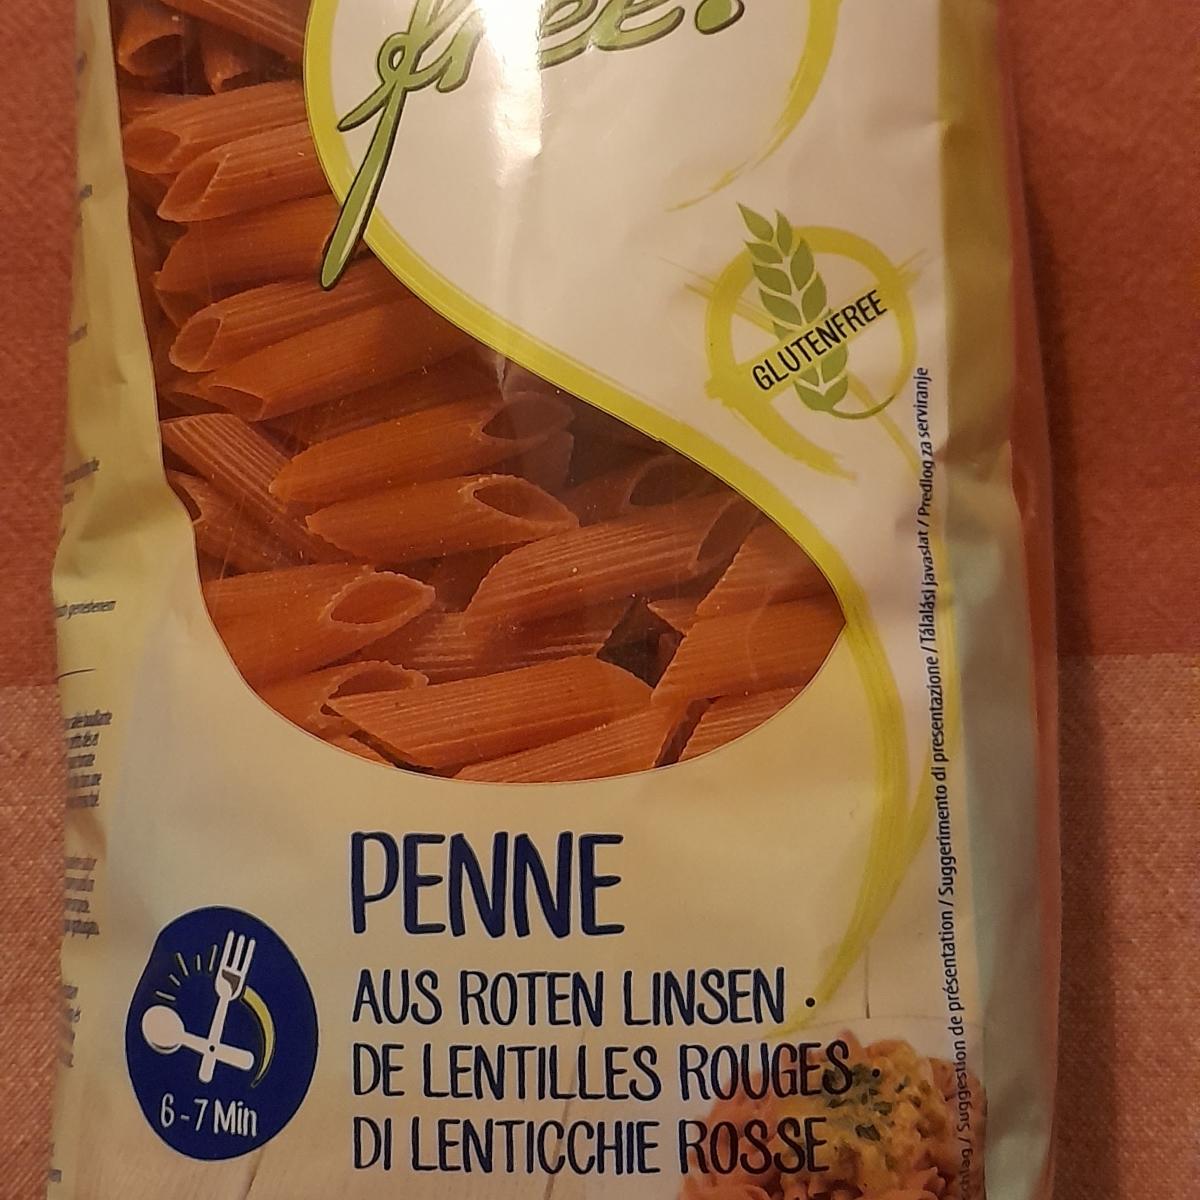 free!
GLUTENFREE
Suggestion de présentation / Suggerimento di presentazione / Tálalási javaslat / Predlog za serviranje
PENNE
AUS ROTEN LINSEN •
DE LENTILLES ROUGES •
DI LENTICCHIE ROSSE
6-7 Min